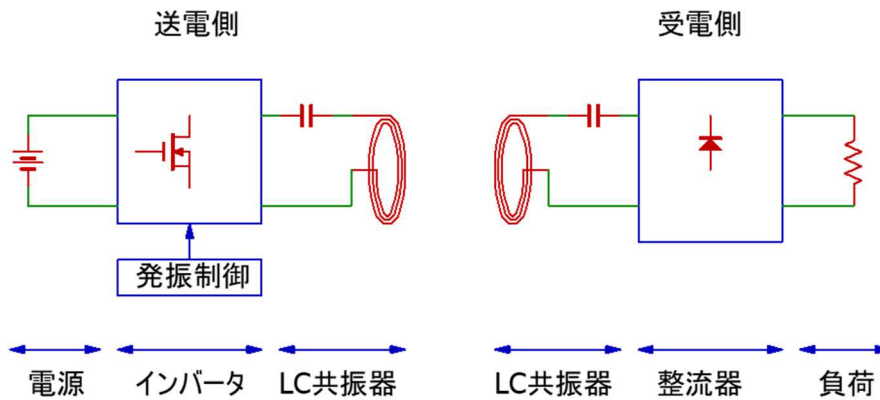 送電側
受電側
発振制御
電源
インバータ
LC共振器
LC共振器
整流器
負荷